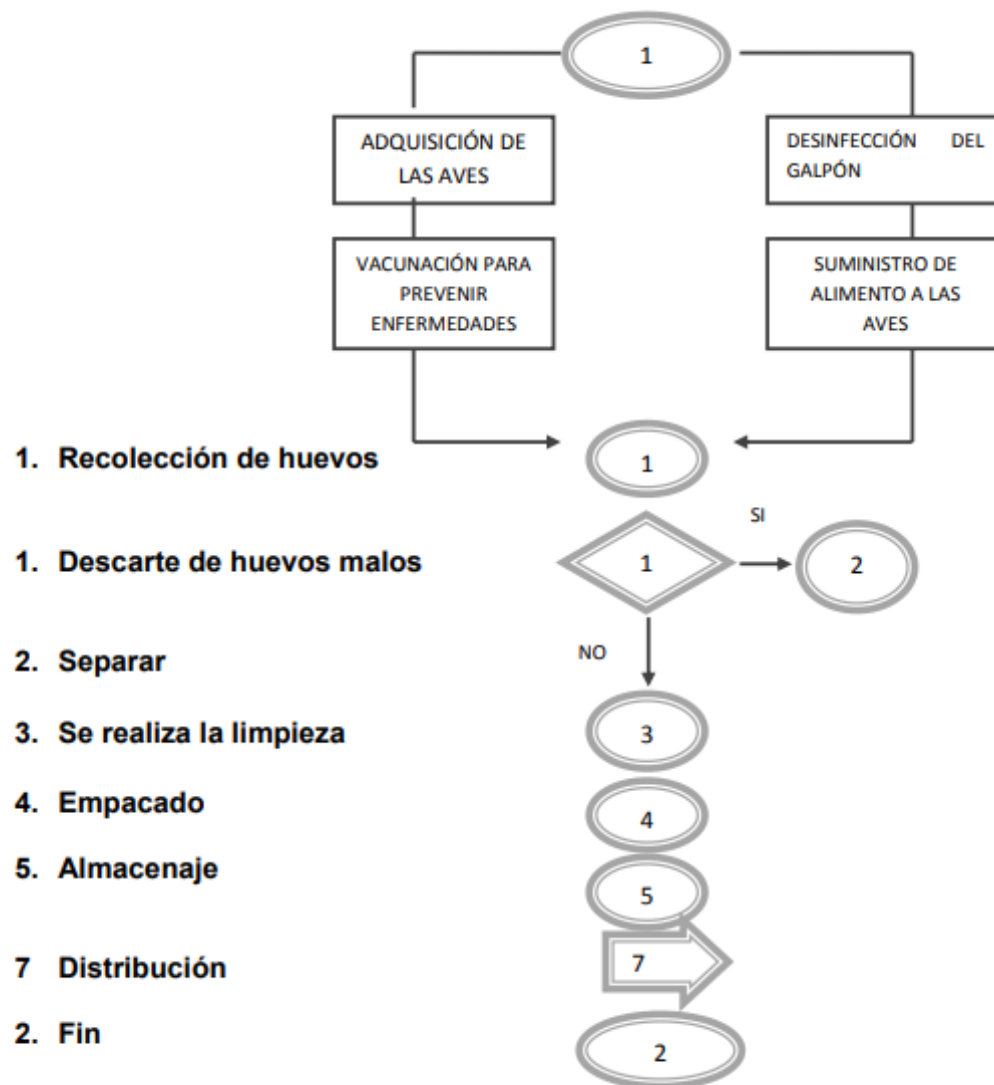 1
ADQUISICIÓN DE
LAS AVES
DESINFECCIÓN DEL
GALPÓN
VACUNACIÓN PARA
PREVENIR
ENFERMEDADES
SUMINISTRO DE
ALIMENTO A LAS
AVES
1. Recolección de huevos
1
SI
1. Descarte de huevos malos
1
2
2. Separar
NO
3. Se realiza la limpieza
3
4. Empacado
4
5. Almacenaje
5
7 Distribución
7
2. Fin
2